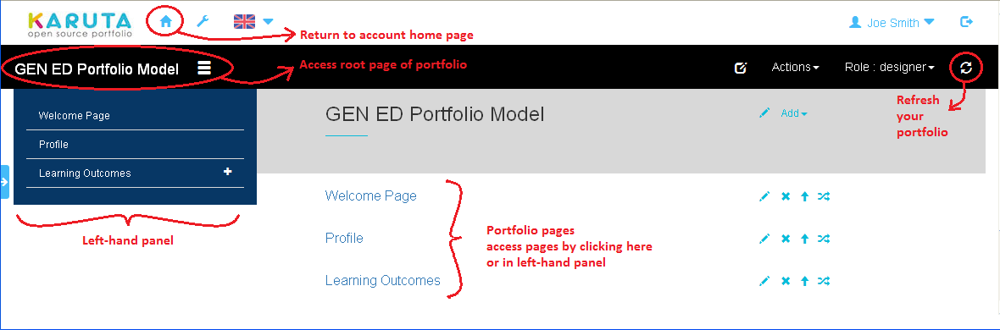 KARUTA
open source portfolio
Joe Smith
Return to account home page
GEN ED Portfolio Model
Access root page of portfolio
Actions
Role : designer
Welcome Page
Profile
Learning Outcomes
GEN ED Portfolio Model
Add
Refresh
your
portfolio
Welcome Page
Profile
Learning Outcomes
Left-hand panel
Portfolio pages
access pages by clicking here
or in left-hand panel